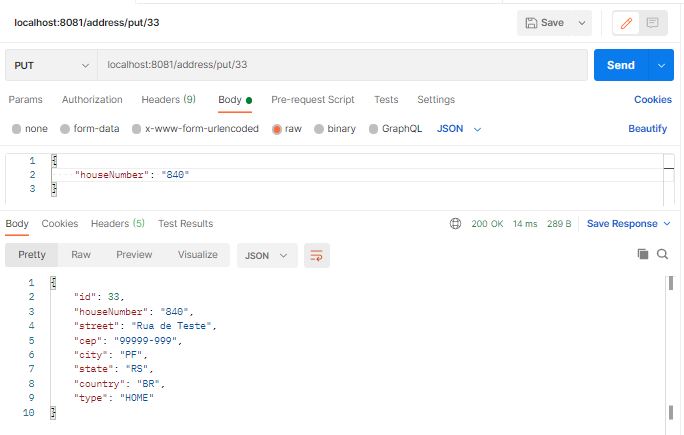 localhost:8081/address/put/33
Save
PUT localhost:8081/address/put/33 Send
Params Authorization Headers (9) Body Pre-request Script Tests Settings Cookies
none form-data x-www-form-urlencoded raw binary GraphQL JSON Beautify
1 {
2 "houseNumber": "840"
3 }
Body Cookies Headers (5) Test Results 200 OK 14 ms 289 B Save Response
Pretty Raw Preview Visualize JSON
1 {
2 "id": 33,
3 "houseNumber": "840",
4 "street": "Rua de Teste",
5 "cep": "99999-999",
6 "city": "PF",
7 "state": "RS",
8 "country": "BR",
9 "type": "HOME"
10 }